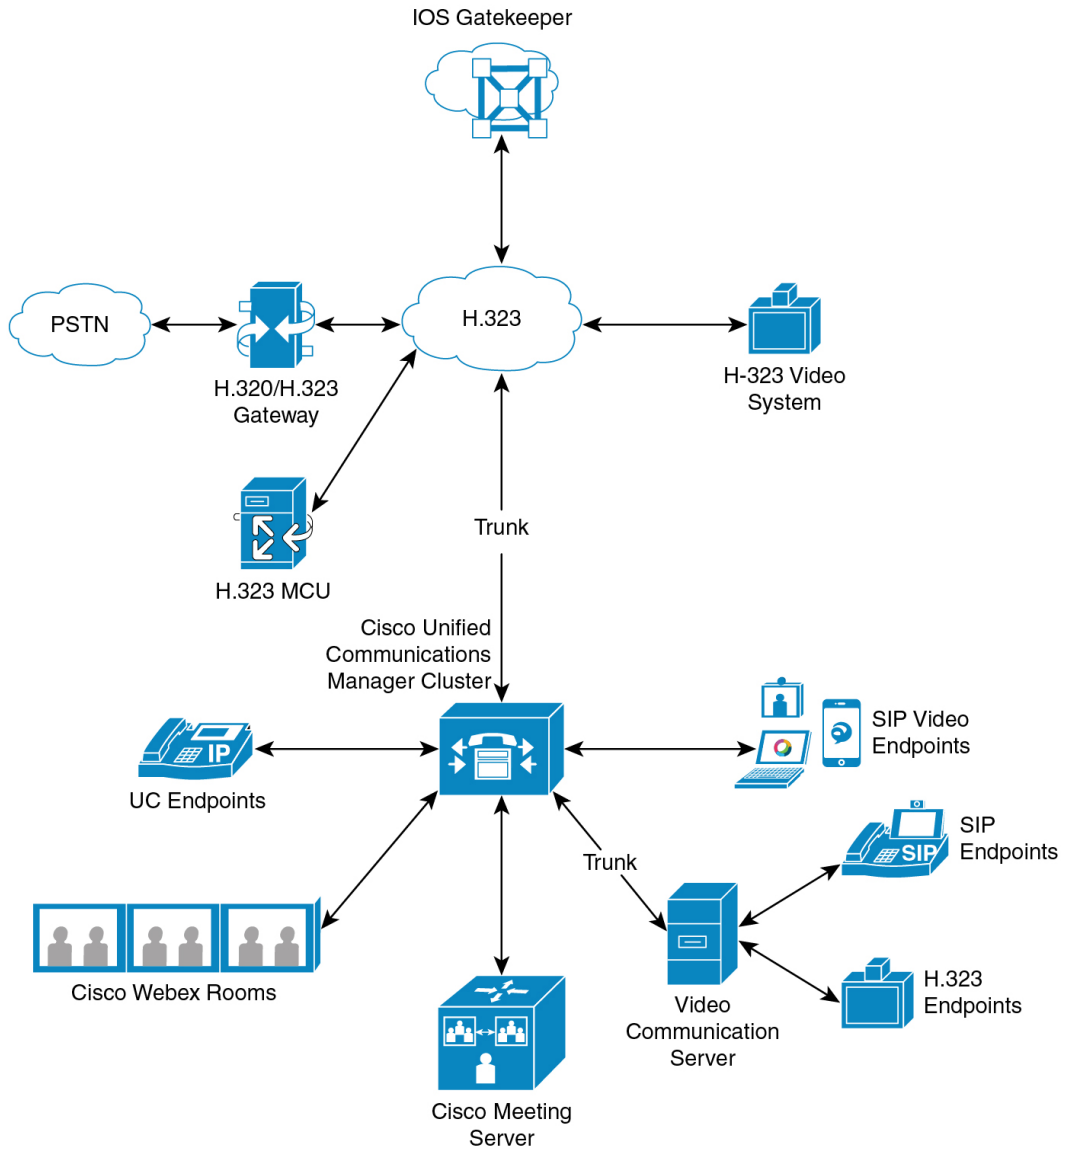 IOS Gatekeeper
PSTN
H.323
H.320/H.323
Gateway
H-323 Video
System
H.323 MCU
Trunk
Cisco Unified
Communications
Manager Cluster
IP
UC Endpoints
SIP Video
Endpoints
SIP
SIP
Endpoints
Trunk
Cisco Webex Rooms
H.323
Endpoints
Video
Communication
Server
Cisco Meeting
Server